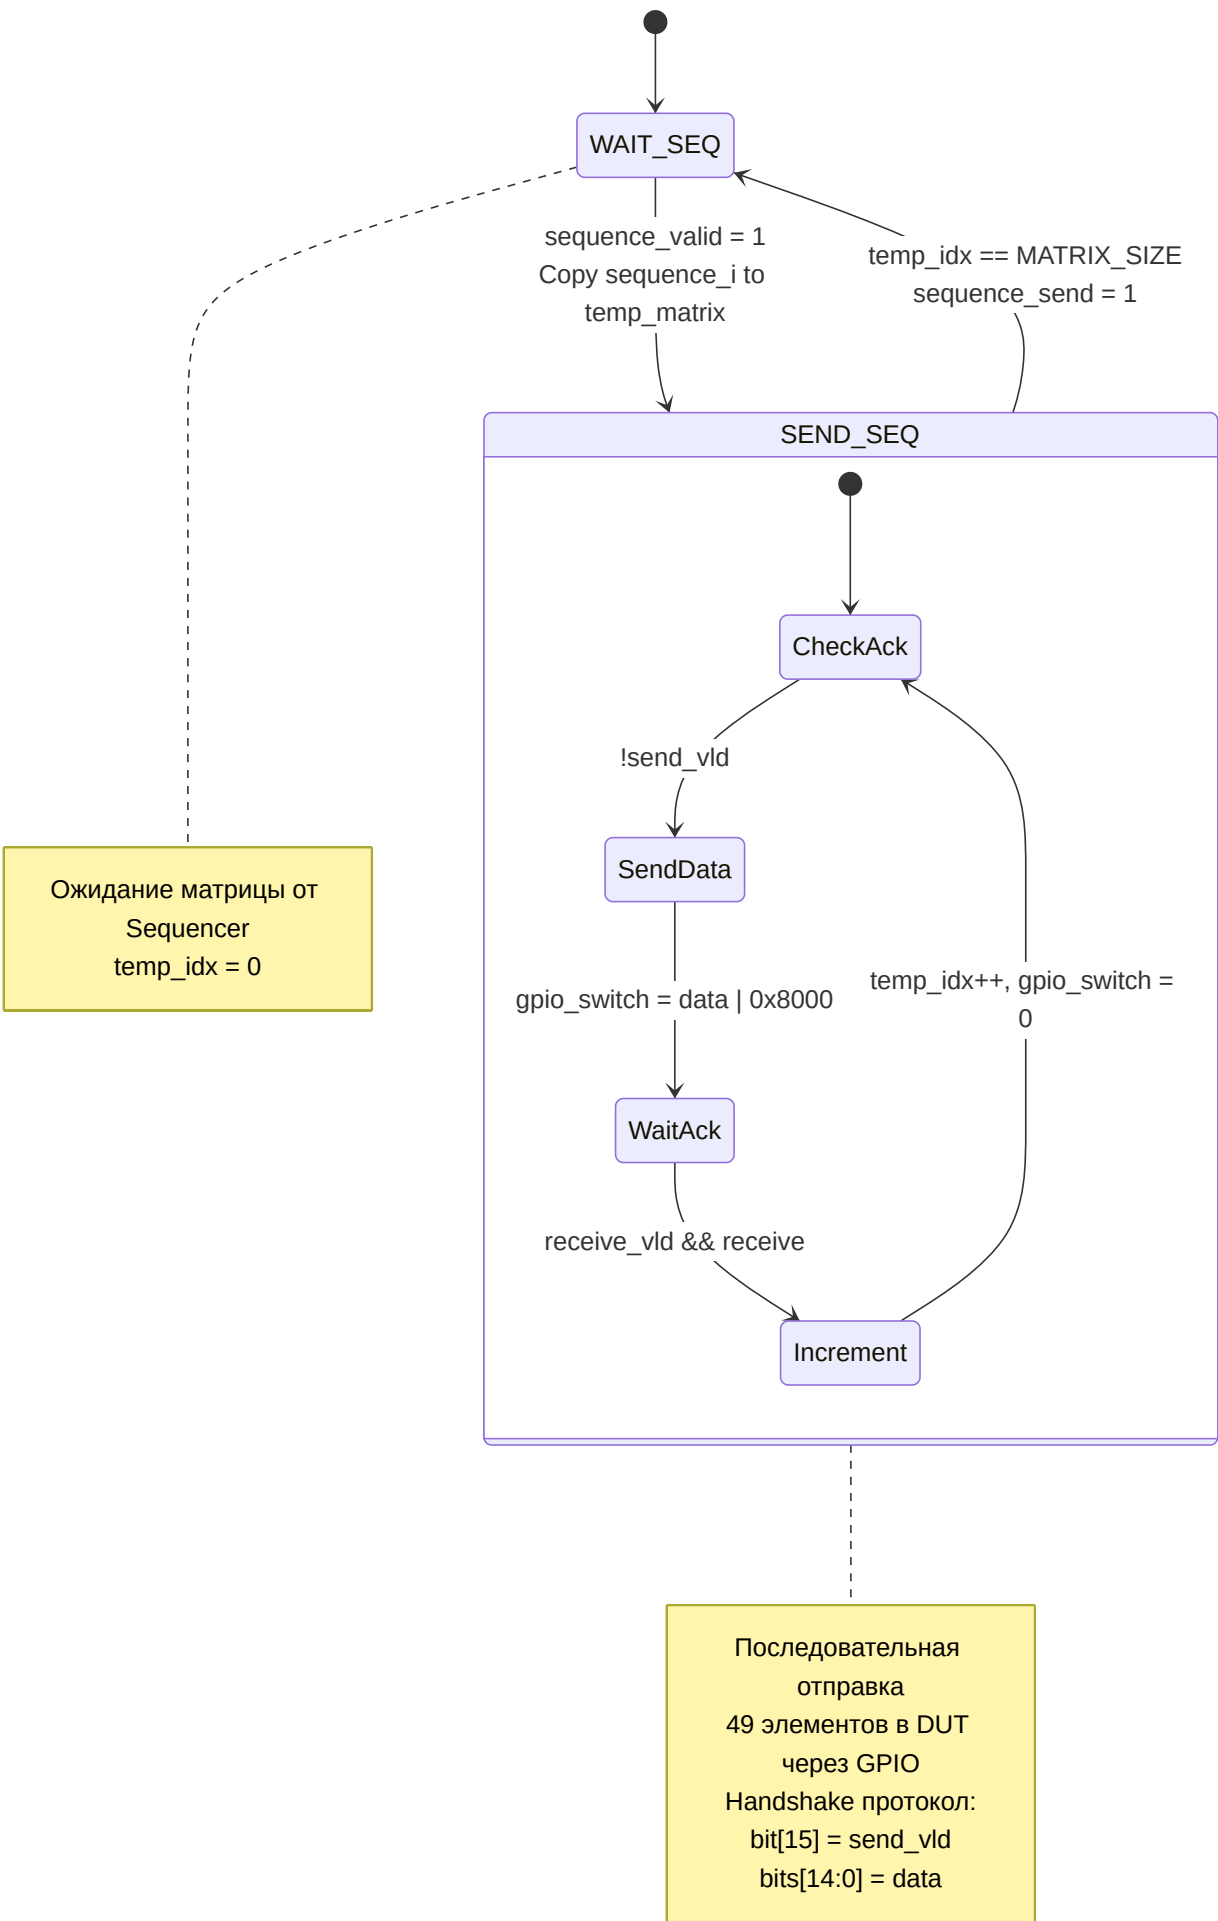 WAIT_SEQ
sequence_valid = 1
Copy sequence_i to
temp_matrix
temp_idx == MATRIX_SIZE
sequence_send = 1
SEND_SEQ
CheckAck
!send_vld
SendData
Ожидание матрицы от
Sequencer
temp_idx = 0
gpio_switch = data | 0x8000
temp_idx++, gpio_switch =
0
WaitAck
receive_vld && receive
Increment
Последовательная
отправка
49 элементов в DUT
через GPIO
Handshake протокол:
bit[15] = send_vld
bits[14:0] = data